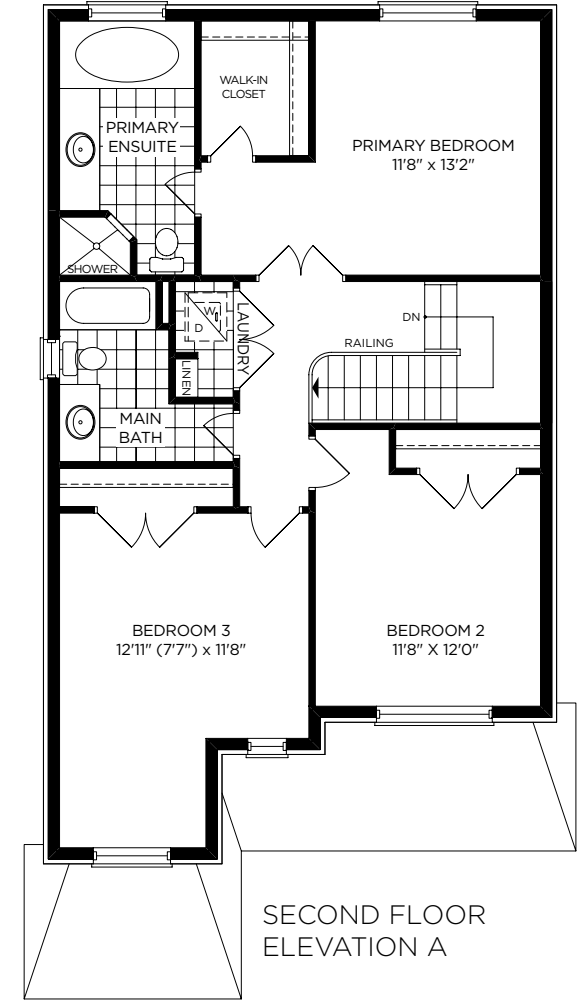 WALK-IN
CLOSET
PRIMARY
ENSUITE
PRIMARY BEDROOM
11'8" x 13'2"
SHOWER
W
D
LAUNDRY
DN
RAILING
LINEN
MAIN
BATH
BEDROOM 3
12'11" (7'7") x 11'8"
BEDROOM 2
11'8" X 12'0"
SECOND FLOOR
ELEVATION A